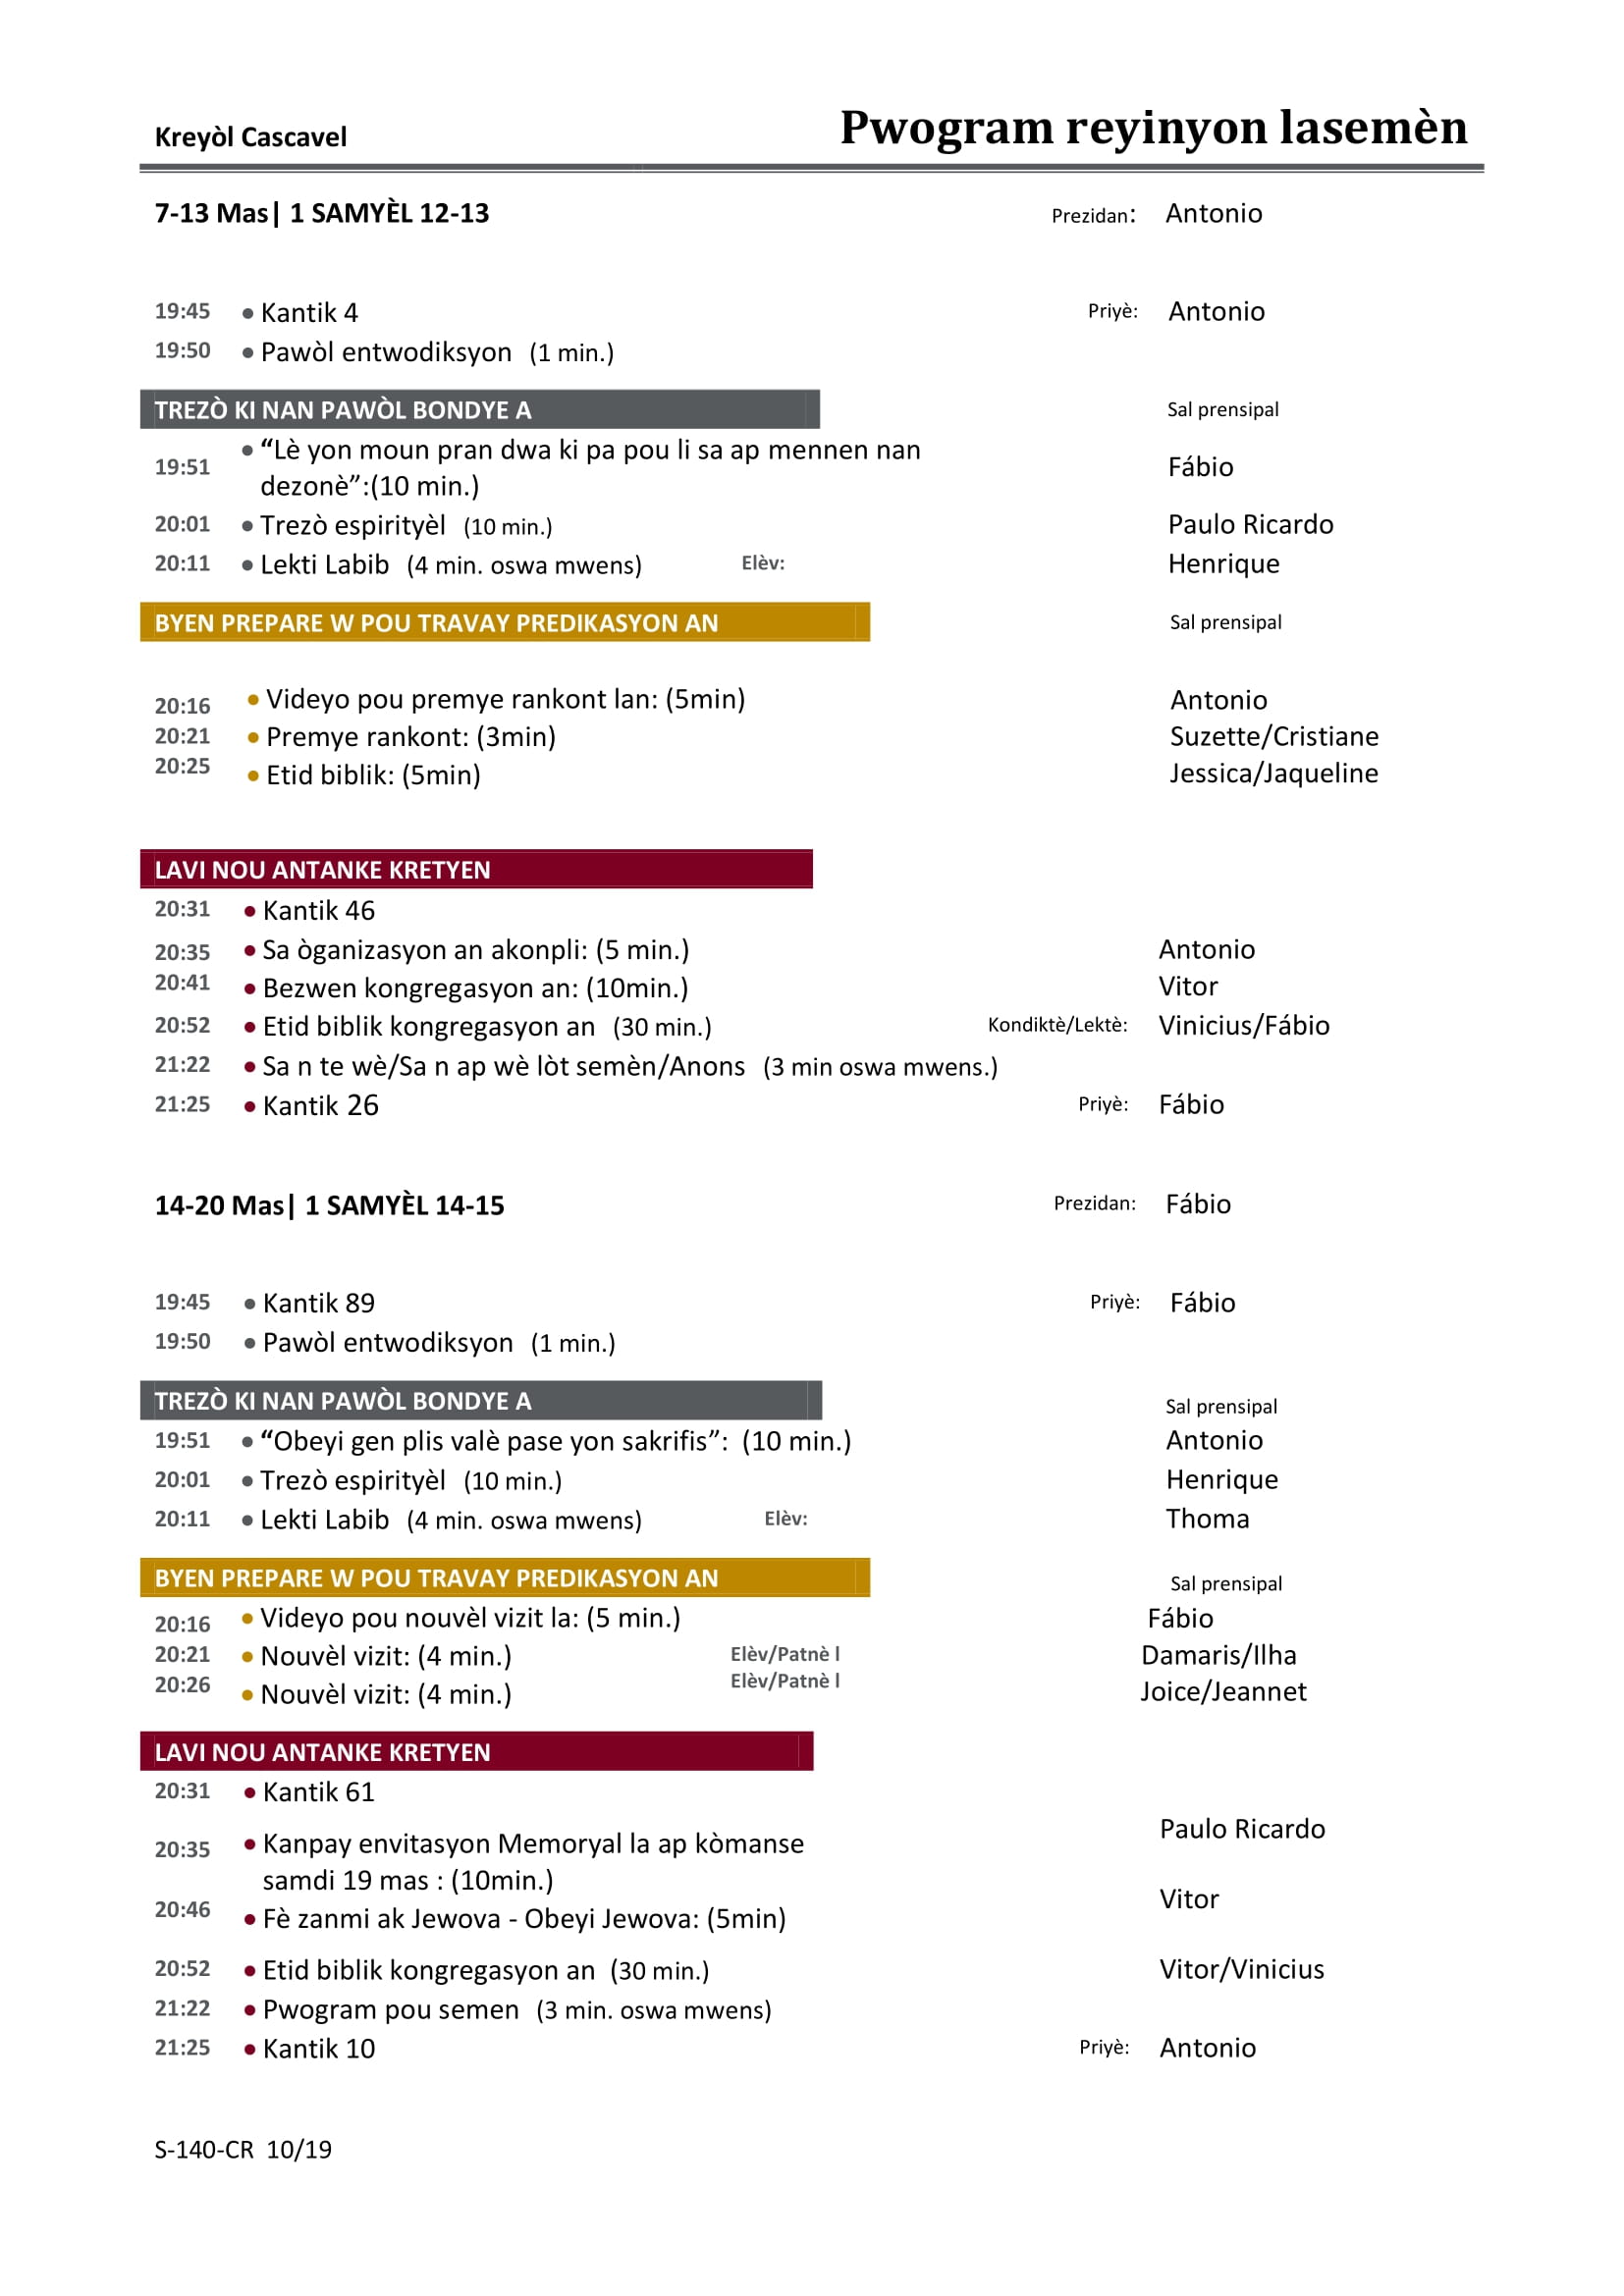 Kreyòl Cascavel Pwogram reyinyon lasemèn
7-13 Mas| 1 SAMYÈL 12-13 Prezidan: Antonio
19:45 • Kantik 4 Priyè: Antonio
19:50 • Pawòl entwodiksyon (1 min.)
TREZÒ KI NAN PAWÒL BONDYE A Sal prensipal
19:51 • “Lè yon moun pran dwa ki pa pou li sa ap mennen nan
dezonè”:(10 min.) Fábio
20:01 • Trezò espirityèl (10 min.) Paulo Ricardo
20:11 • Lekti Labib (4 min. oswa mwens) Elèv: Henrique
BYEN PREPARE W POU TRAVAY PREDIKASYON AN Sal prensipal
20:16 • Videyo pou premye rankont lan: (5min) Antonio
20:21 • Premye rankont: (3min) Suzette/Cristiane
20:25 • Etid biblik: (5min) Jessica/Jaqueline
LAVI NOU ANTANKE KRETYEN
20:31 • Kantik 46
20:35 • Sa òganizasyon an akonpli: (5 min.) Antonio
20:41 • Bezwen kongregasyon an: (10min.) Vitor
20:52 • Etid biblik kongregasyon an (30 min.) Kondiktè/Lektè: Vinicius/Fábio
21:22 • Sa n te wè/Sa n ap wè lòt semèn/Anons (3 min oswa mwens.)
21:25 • Kantik 26 Priyè: Fábio
14-20 Mas| 1 SAMYÈL 14-15 Prezidan: Fábio
19:45 • Kantik 89 Priyè: Fábio
19:50 • Pawòl entwodiksyon (1 min.)
TREZÒ KI NAN PAWÒL BONDYE A Sal prensipal
19:51 • “Obeyi gen plis valè pase yon sakrifis”: (10 min.) Antonio
20:01 • Trezò espirityèl (10 min.) Henrique
20:11 • Lekti Labib (4 min. oswa mwens) Elèv: Thoma
BYEN PREPARE W POU TRAVAY PREDIKASYON AN Sal prensipal
20:16 • Videyo pou nouvèl vizit la: (5 min.) Fábio
20:21 • Nouvèl vizit: (4 min.) Elèv/Patnè l Damaris/Ilha
20:26 • Nouvèl vizit: (4 min.) Elèv/Patnè l Joice/Jeannet
LAVI NOU ANTANKE KRETYEN
20:31 • Kantik 61
20:35 • Kanpay envitasyon Memoryal la ap kòmanse Paulo Ricardo
samdi 19 mas : (10min.)
20:46 • Fè zanmi ak Jewova - Obeyi Jewova: (5min) Vitor
20:52 • Etid biblik kongregasyon an (30 min.) Vitor/Vinicius
21:22 • Pwogram pou semen (3 min. oswa mwens)
21:25 • Kantik 10 Priyè: Antonio
S-140-CR 10/19